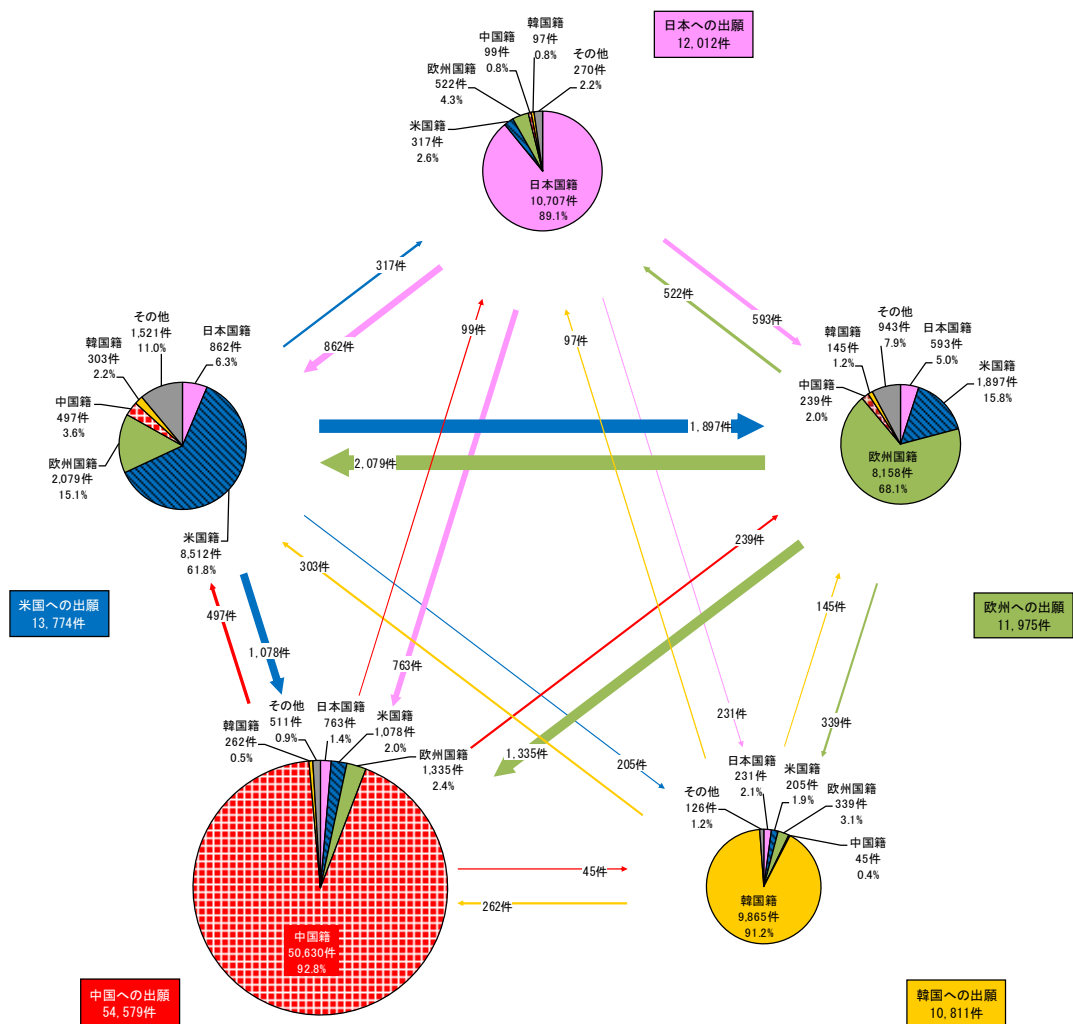 日本への出願
12,012件
韓国籍
97件
0.8%
中国籍
99件
0.8%
その他
270件
2.2%
欧州国籍
522件
4.3%
米国籍
317件
2.6%
日本国籍
10,707件
89.1%
317件
862件
99件
97件
522件
593件
763件
231件
その他
1,521件
11.0%
日本国籍
862件
6.3%
韓国籍
303件
2.2%
中国籍
497件
3.6%
欧州国籍
2,079件
15.1%
米国籍
8,512件
61.8%
米国への出願
13,774件
1,897件
2,079件
その他
943件
7.9%
日本国籍
593件
5.0%
韓国籍
145件
1.2%
米国籍
1,897件
15.8%
中国籍
239件
2.0%
欧州国籍
8,158件
68.1%
欧州への出願
11,975件
303件
239件
497件
1,078件
145件
339件
1,335件
205件
その他
511件
0.9%
日本国籍
763件
1.4%
米国籍
1,078件
2.0%
韓国籍
262件
0.5%
欧州国籍
1,335件
2.4%
中国籍
50,630件
92.8%
中国への出願
54,579件
45件
262件
日本国籍
231件
2.1%
米国籍
205件
1.9%
欧州国籍
339件
3.1%
その他
126件
1.2%
中国籍
45件
0.4%
韓国籍
9,865件
91.2%
韓国への出願
10,811件